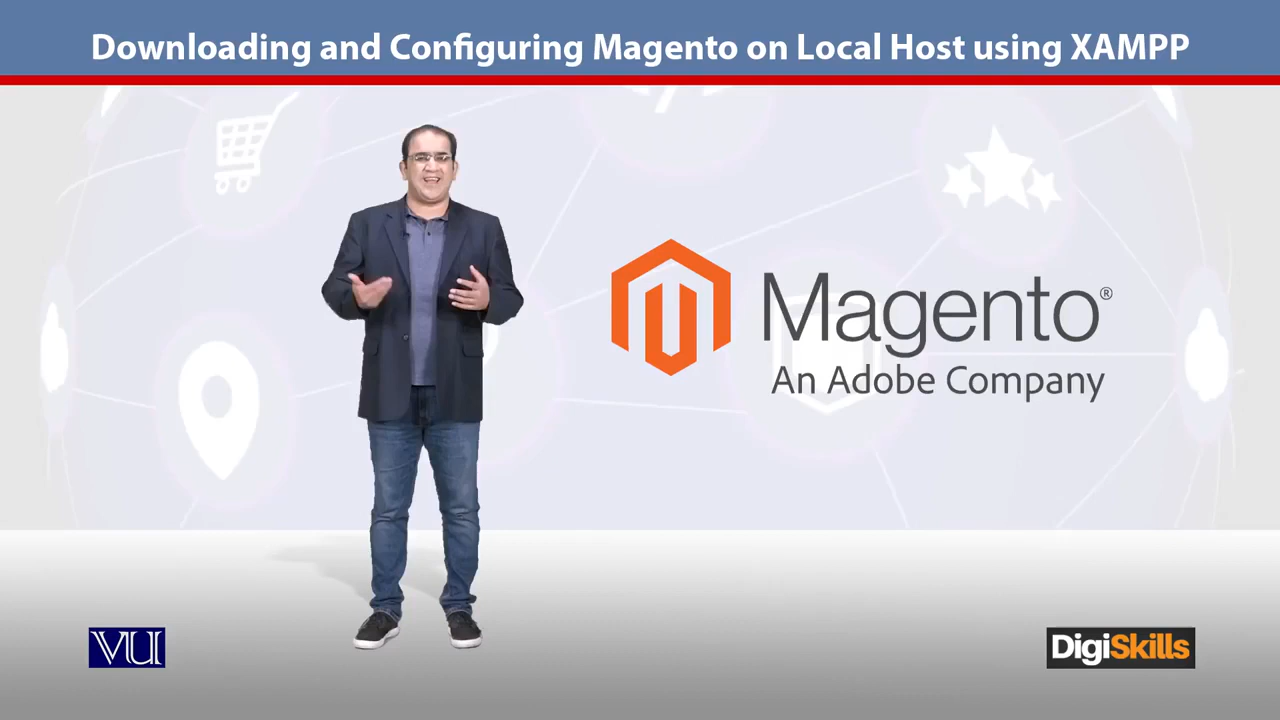 Downloading and Configuring Magento on Local Host using XAMPP
Magento®
An Adobe Company
VU
DigiSkills